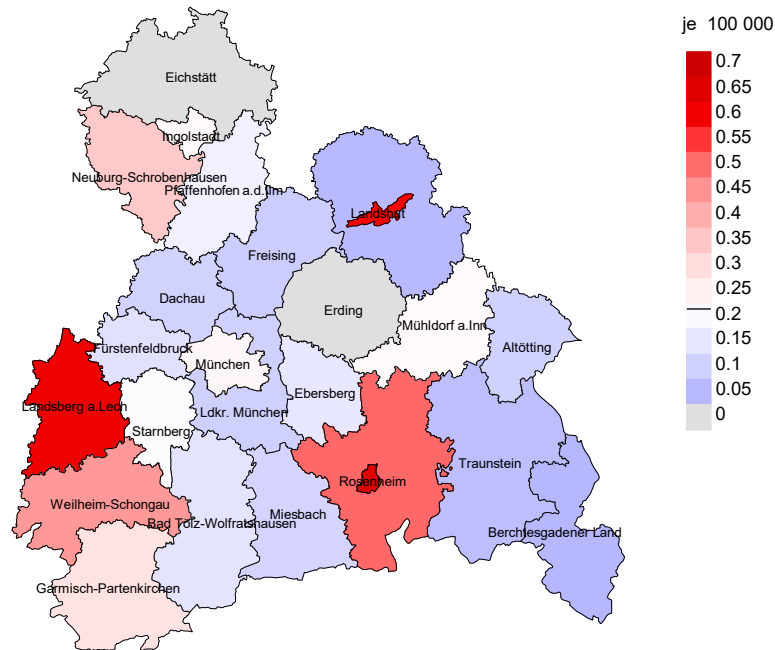 je 100 000
0.7
0.65
0.6
0.55
0.5
0.45
0.4
0.35
0.3
0.25
0.2
0.15
0.1
0.05
0
Eichstätt
Ingolstadt
Neuburg-Schrobenhausen
Pfaffenhofen a.d.Ilm
Landshut
Freising
Dachau
Erding
Mühldorf a.Inn
Altötting
Fürstenfeldbruck
München
Ebersberg
Landsberg a.Lech
Ldkr. München
Starnberg
Traunstein
Rosenheim
Weilheim-Schongau
Miesbach
Bad Tölz-Wolfratshausen
Berchtesgadener Land
Garmisch-Partenkirchen